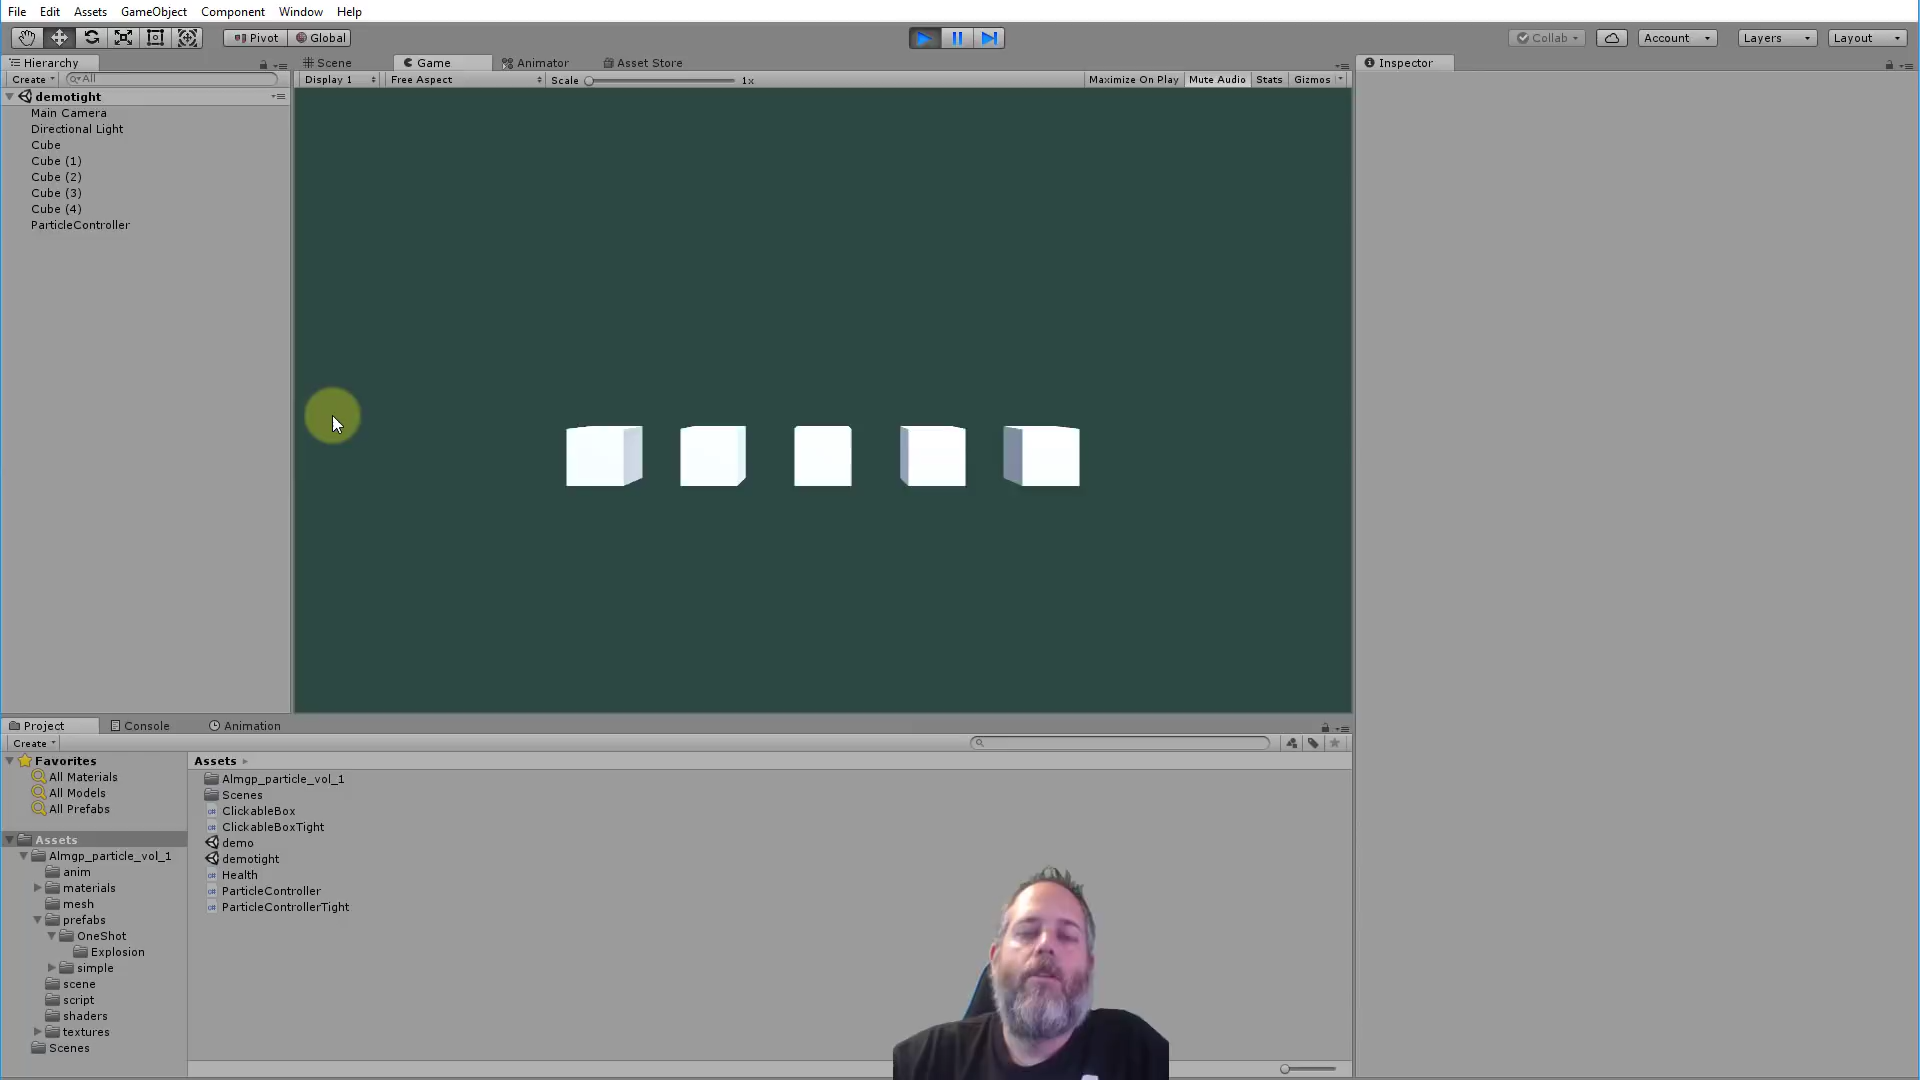 File Edit Assets GameObject Component Window Help
Pivot Global Collab Account Layers Layout
Hierarchy
Create All
demotight
Main Camera
Directional Light
Cube
Cube (1)
Cube (2)
Cube (3)
Cube (4)
ParticleController
Scene Game Animator Asset Store
Display 1 Free Aspect Scale 1x Maximize On Play Mute Audio Stats Gizmos
Inspector
Project Console Animation
Create
Favorites
All Materials
All Models
All Prefabs
Assets
Almgp_particle_vol_1
anim
materials
mesh
prefabs
OneShot
Explosion
simple
scene
script
shaders
textures
Scenes
Assets
Almgp_particle_vol_1
Scenes
ClickableBox
ClickableBoxTight
demo
demotight
Health
ParticleController
ParticleControllerTight